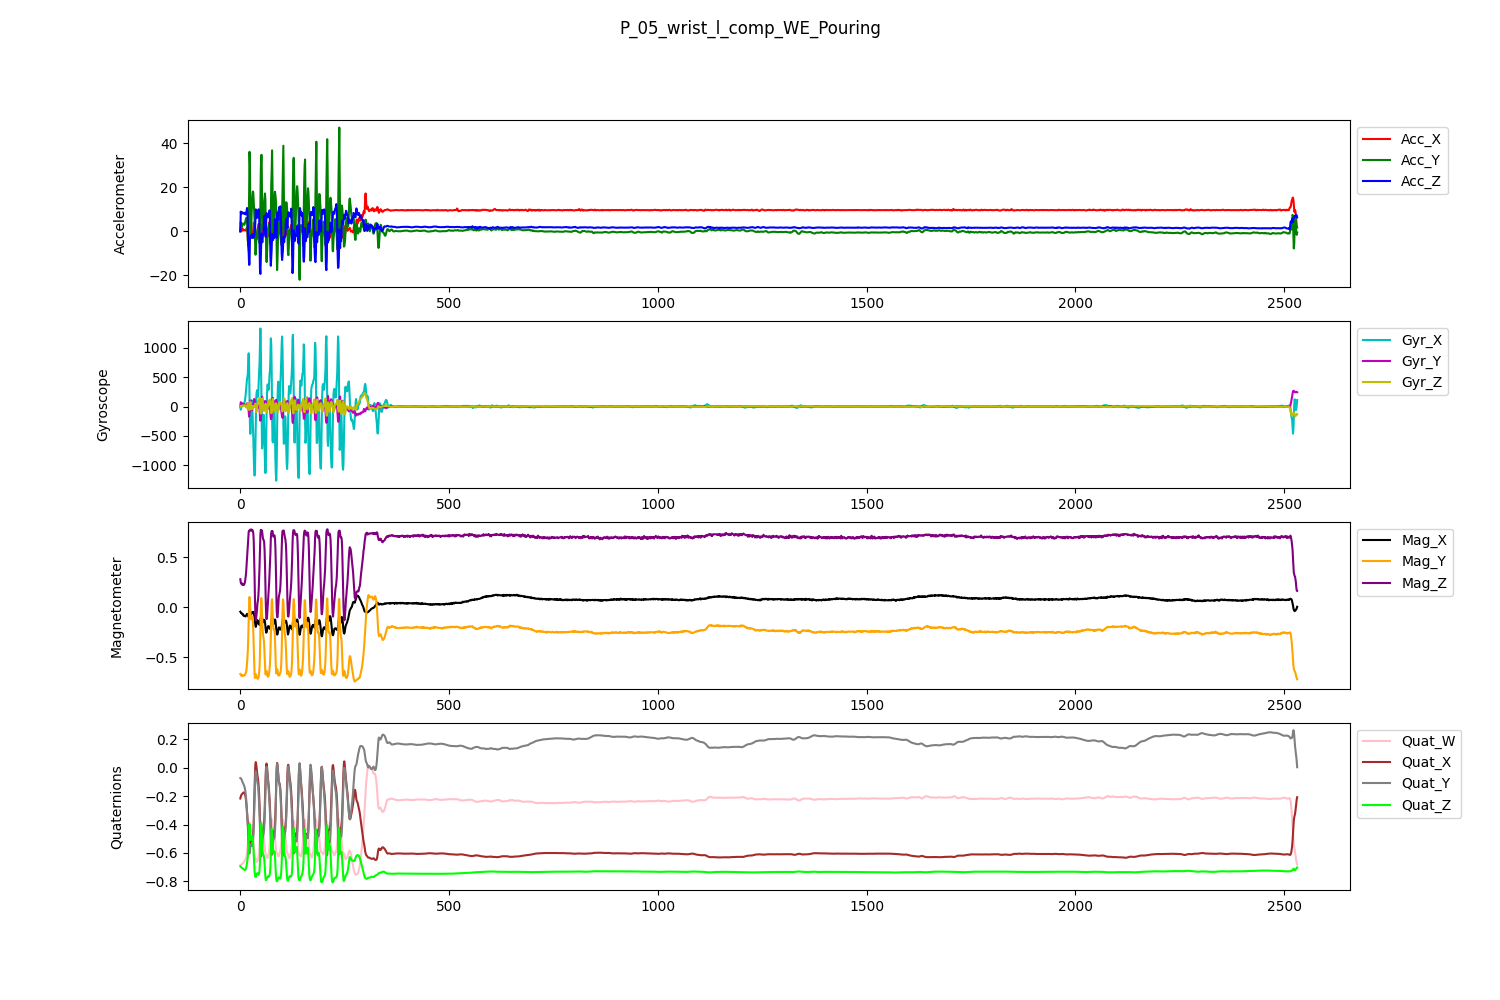 P_05_wrist_l_comp_WE_Pouring
Accelerometer
40
20
0
−20
0 500 1000 1500 2000 2500
Acc_X
Acc_Y
Acc_Z
Gyroscope
1000
500
0
−500
−1000
0 500 1000 1500 2000 2500
Gyr_X
Gyr_Y
Gyr_Z
Magnetometer
0.5
0.0
−0.5
0 500 1000 1500 2000 2500
Mag_X
Mag_Y
Mag_Z
Quaternions
0.2
0.0
−0.2
−0.4
−0.6
−0.8
0 500 1000 1500 2000 2500
Quat_W
Quat_X
Quat_Y
Quat_Z